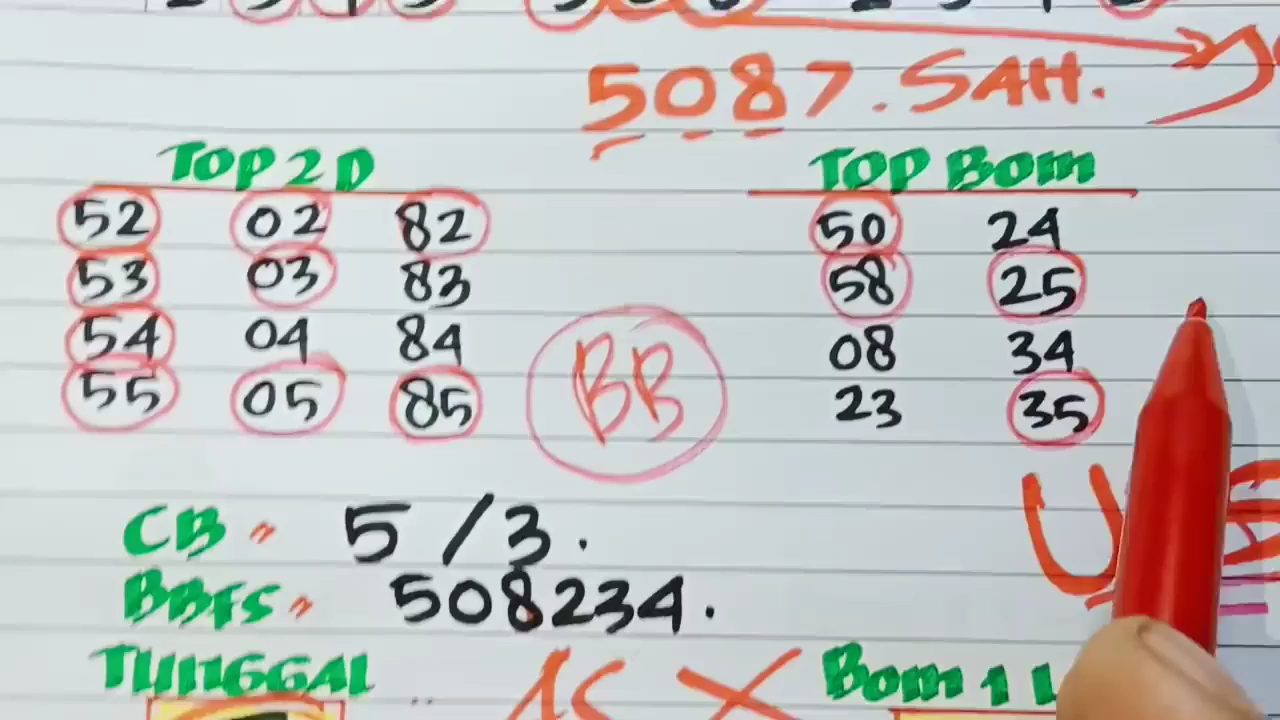 5087. SAH.
TOP 2D
52 02 82
53 03 83
54 04 84
55 05 85
BB
TOP Bom
50 24
58 25
08 34
23 35
CB " 5 / 3.
BBFS " 508234.
TUNGGAL
Bom 1